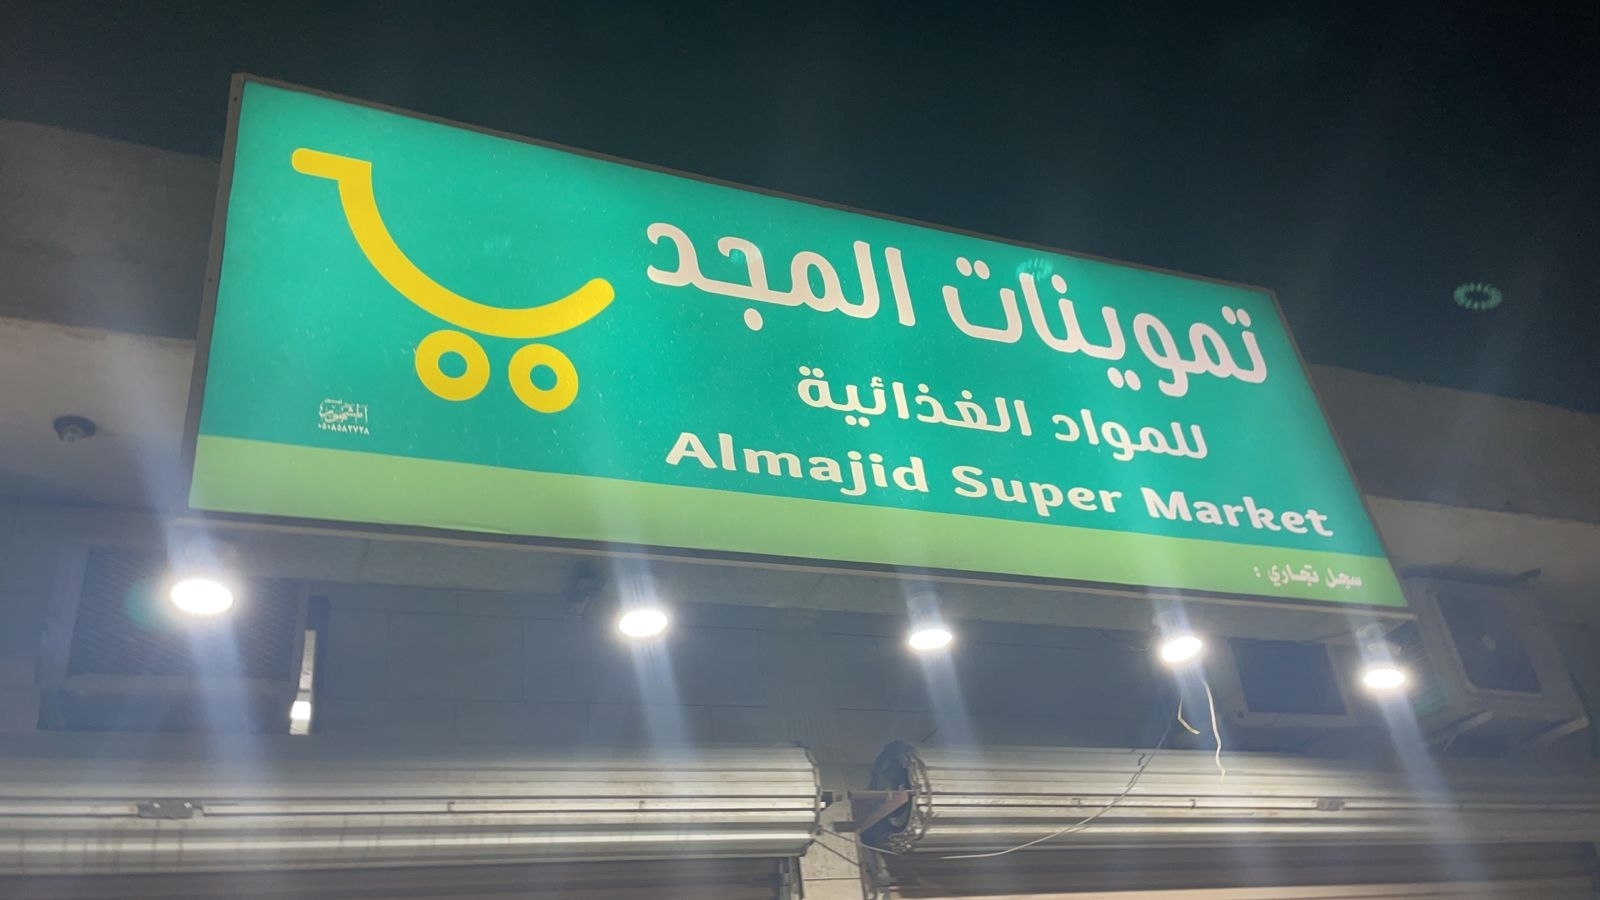 تموينات المجد
للمواد الغذائية
Almajid Super Market
سجل تجاري :